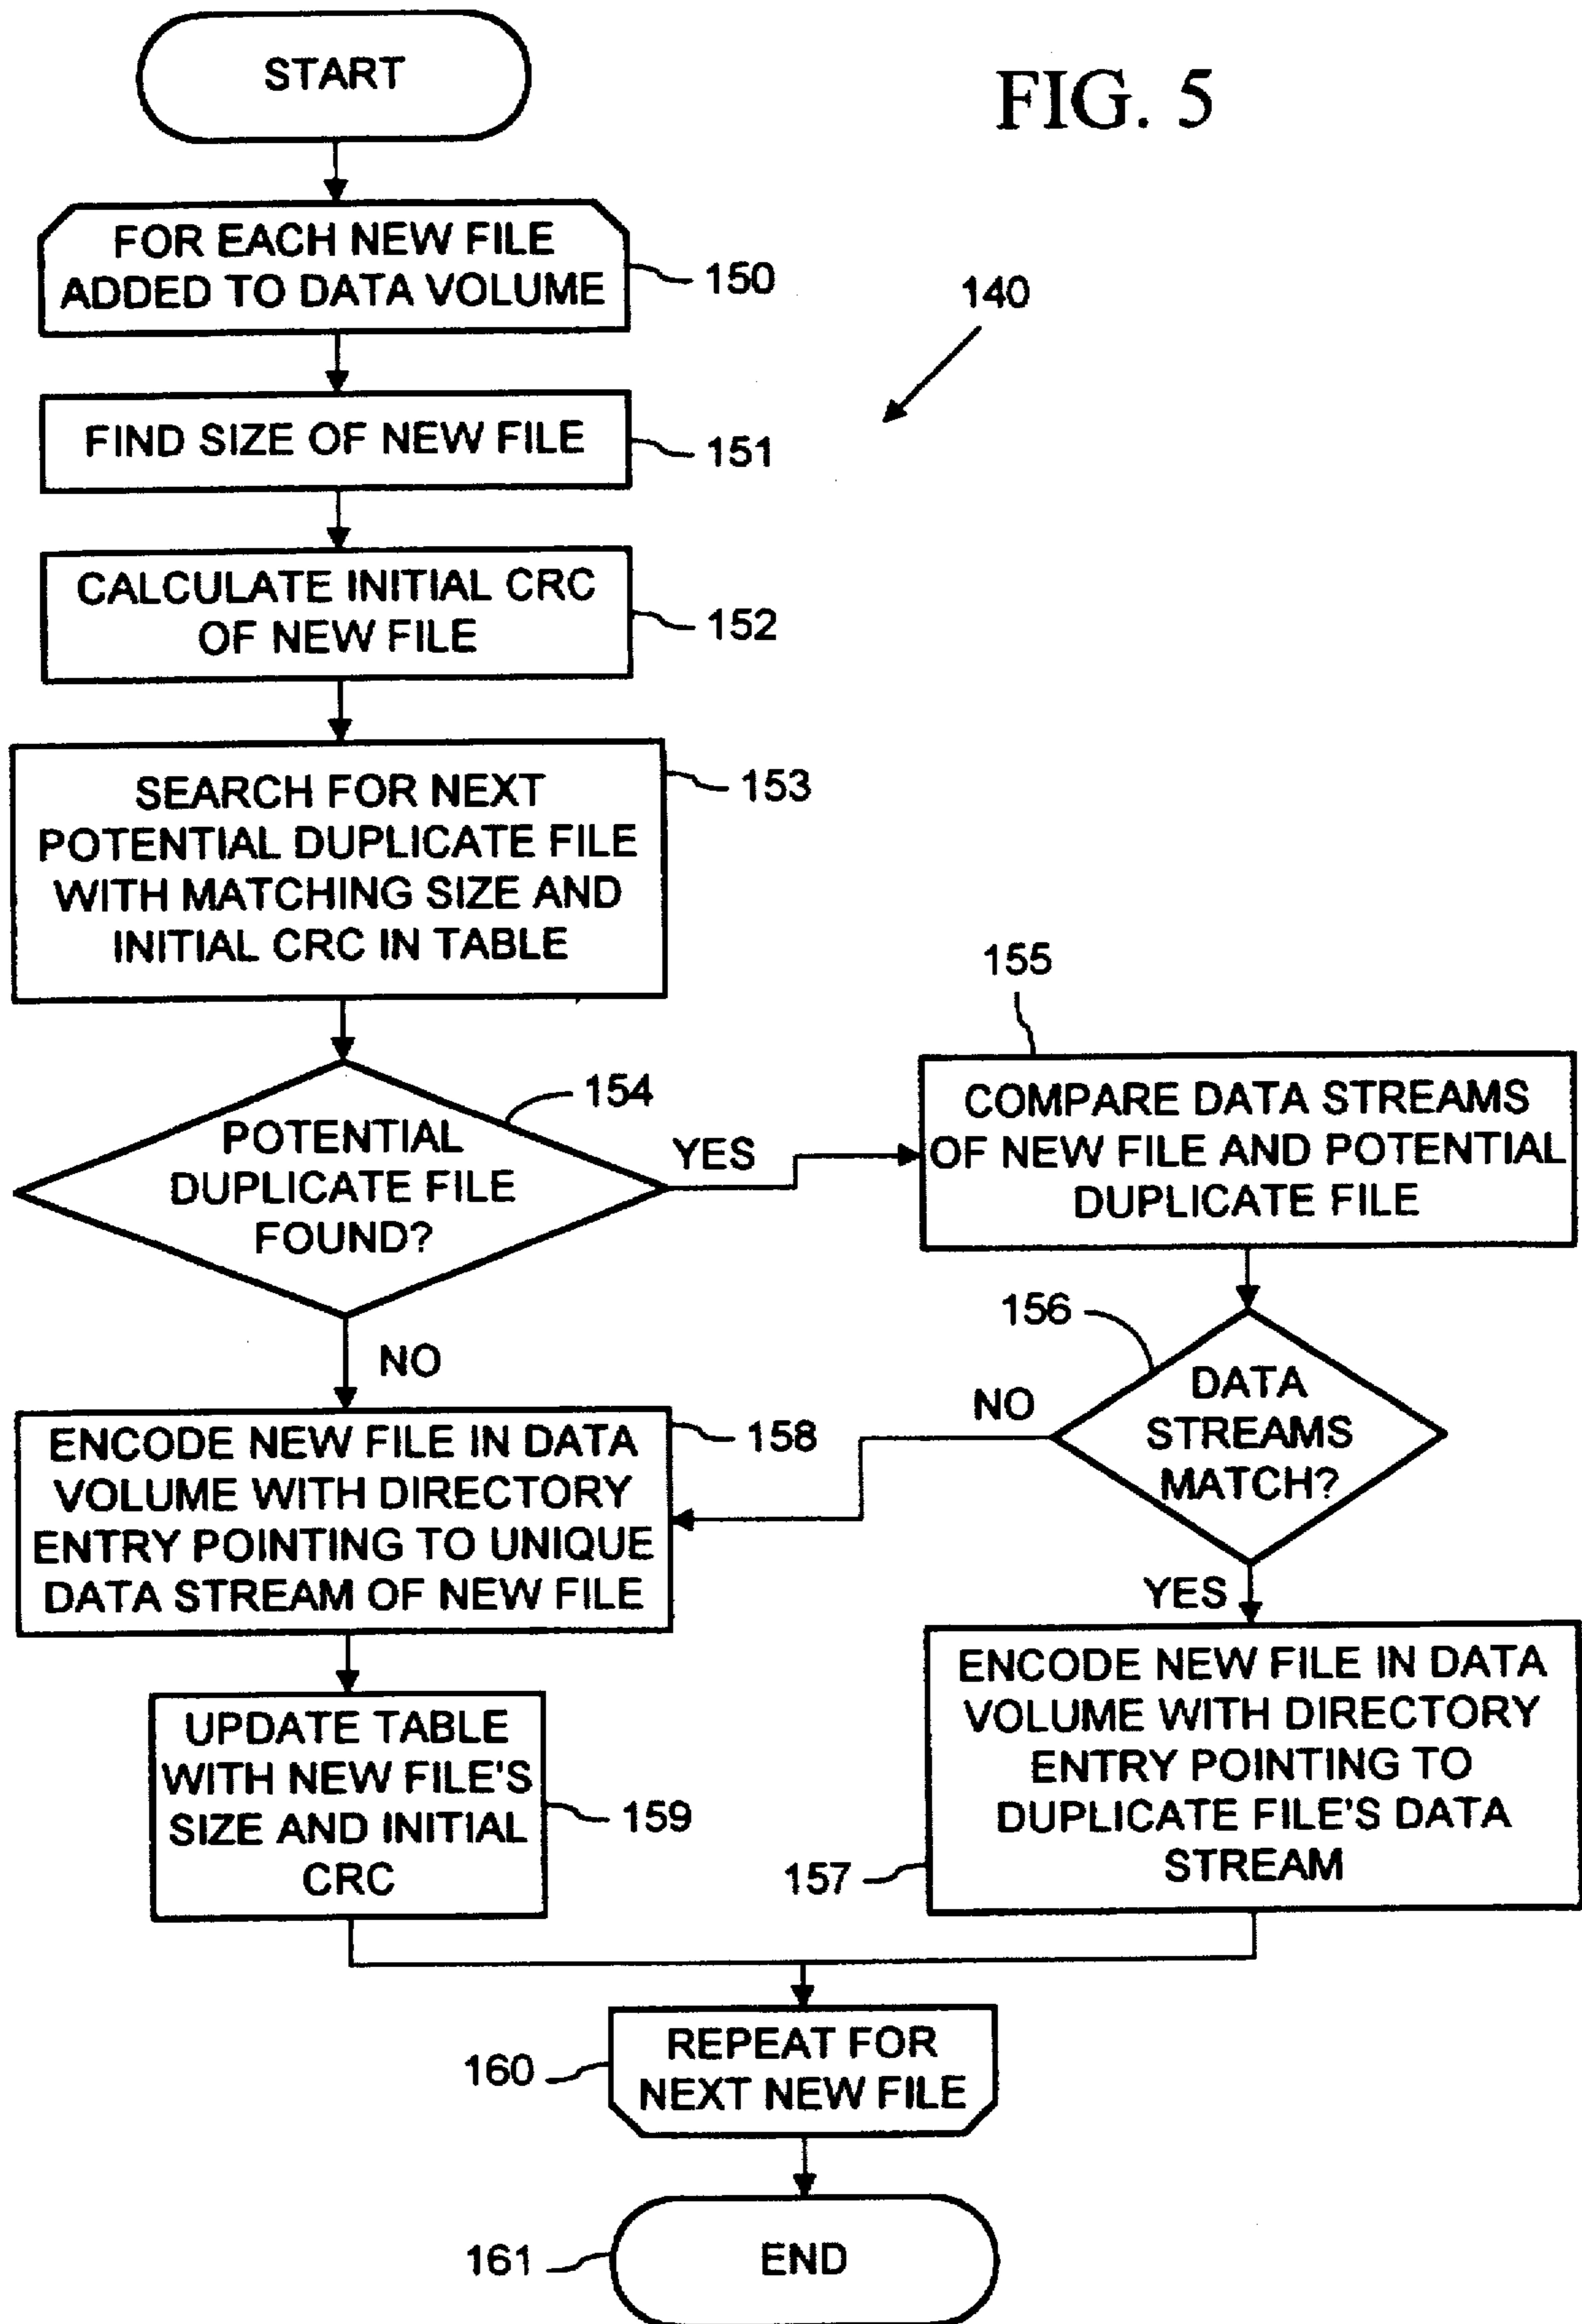 START
FIG. 5
FOR EACH NEW FILE
ADDED TO DATA VOLUME
150
140
FIND SIZE OF NEW FILE
151
CALCULATE INITIAL CRC
OF NEW FILE
152
SEARCH FOR NEXT
POTENTIAL DUPLICATE FILE
WITH MATCHING SIZE AND
INITIAL CRC IN TABLE
153
POTENTIAL
DUPLICATE FILE
FOUND?
154
YES
NO
155
COMPARE DATA STREAMS
OF NEW FILE AND POTENTIAL
DUPLICATE FILE
156
DATA
STREAMS
MATCH?
NO
YES
ENCODE NEW FILE IN DATA
VOLUME WITH DIRECTORY
ENTRY POINTING TO UNIQUE
DATA STREAM OF NEW FILE
158
UPDATE TABLE
WITH NEW FILE'S
SIZE AND INITIAL
CRC
159
ENCODE NEW FILE IN DATA
VOLUME WITH DIRECTORY
ENTRY POINTING TO
DUPLICATE FILE'S DATA
STREAM
157
REPEAT FOR
NEXT NEW FILE
160
END
161